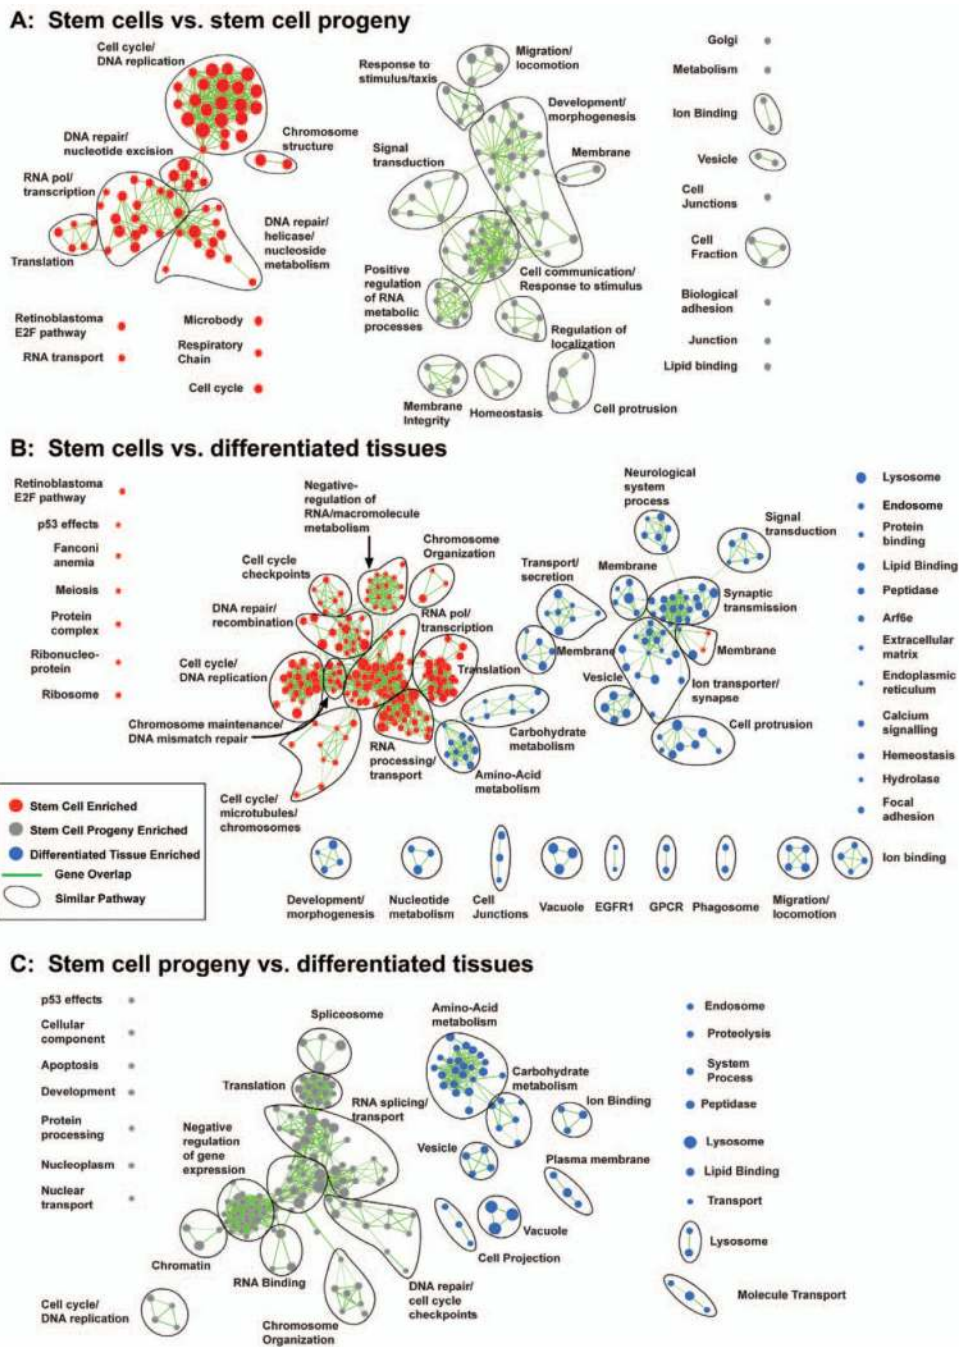 A: Stem cells vs. stem cell progeny
Cell cycle/
DNA replication
DNA repair/
nucleotide excision
Chromosome
structure
RNA pol/
transcription
Translation
DNA repair/
helicase/
nucleoside
metabolism
Retinoblastoma
E2F pathway
RNA transport
Microbody
Respiratory
Chain
Cell cycle
Response to
stimulus/taxis
Migration/
locomotion
Development/
morphogenesis
Signal
transduction
Membrane
Positive
regulation
of RNA
metabolic
processes
Cell communication/
Response to stimulus
Regulation of
localization
Membrane
Integrity
Homeostasis
Cell protrusion
Golgi
Metabolism
Ion Binding
Vesicle
Cell
Junctions
Cell
Fraction
Biological
adhesion
Junction
Lipid binding
B: Stem cells vs. differentiated tissues
Retinoblastoma
E2F pathway
p53 effects
Fanconi
anemia
Meiosis
Protein
complex
Ribonucleo-
protein
Ribosome
Negative-
regulation of
RNA/macromolecule
metabolism
Cell cycle
checkpoints
Chromosome
Organization
DNA repair/
recombination
RNA pol/
transcription
Cell cycle/
DNA replication
Translation
Chromosome maintenance/
DNA mismatch repair
RNA
processing/
transport
Cell cycle/
microtubules/
chromosomes
Amino-Acid
metabolism
Carbohydrate
metabolism
Neurological
system
process
Signal
transduction
Transport/
secretion
Membrane
Synaptic
transmission
Membrane
Membrane
Vesicle
Ion transporter/
synapse
Cell protrusion
Lysosome
Endosome
Protein
binding
Lipid Binding
Peptidase
Arf6e
Extracellular
matrix
Endoplasmic
reticulum
Calcium
signalling
Hemeostasis
Hydrolase
Focal
adhesion
Stem Cell Enriched
Stem Cell Progeny Enriched
Differentiated Tissue Enriched
Gene Overlap
Similar Pathway
Development/
morphogenesis
Nucleotide
metabolism
Cell
Junctions
Vacuole
EGFR1
GPCR
Phagosome
Migration/
locomotion
Ion binding
C: Stem cell progeny vs. differentiated tissues
p53 effects
Cellular
component
Apoptosis
Development
Protein
processing
Nucleoplasm
Nuclear
transport
Spliceosome
Translation
RNA splicing/
transport
Negative
regulation
of gene
expression
Chromatin
RNA Binding
Cell cycle/
DNA replication
Chromosome
Organization
DNA repair/
cell cycle
checkpoints
Amino-Acid
metabolism
Carbohydrate
metabolism
Ion Binding
Vesicle
Plasma membrane
Vacuole
Cell Projection
Endosome
Proteolysis
System
Process
Peptidase
Lysosome
Lipid Binding
Transport
Lysosome
Molecule Transport